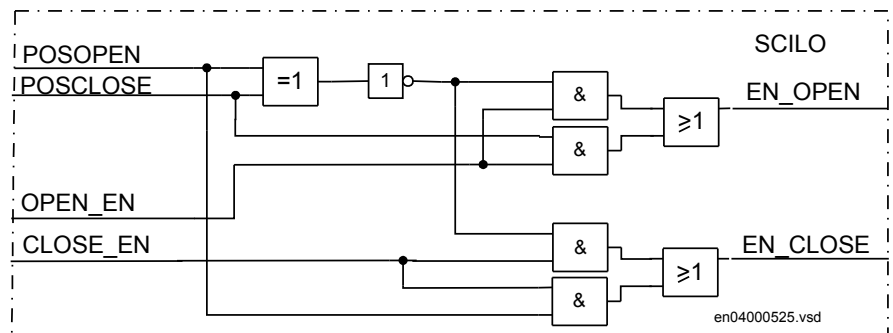 POSOPEN
SCILO
POSCLOSE
=1
1
&
EN_OPEN
≥1
&
OPEN_EN
CLOSE_EN
&
EN_CLOSE
≥1
&
en04000525.vsd